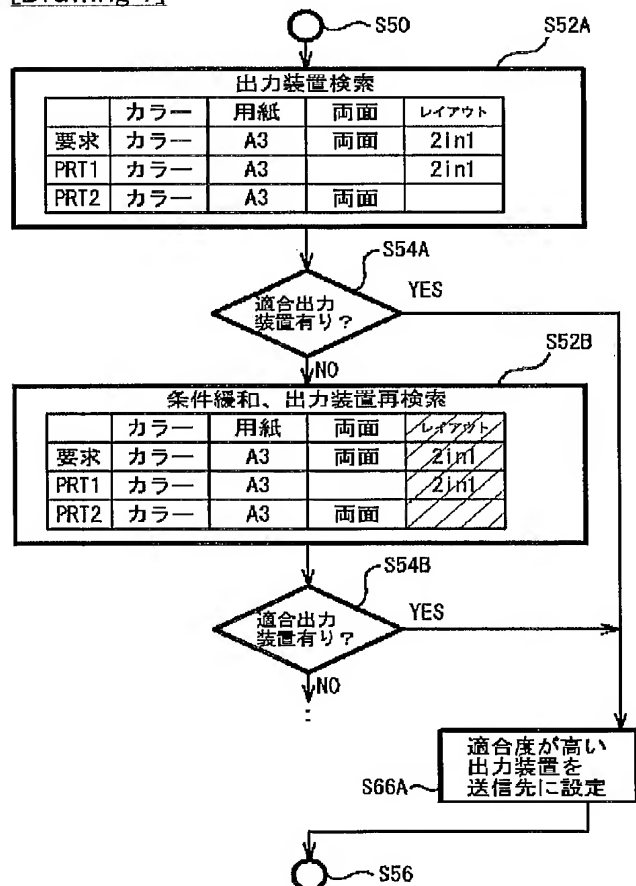 [Drawing 7]
S50
S52A
出力装置検索
カラー 用紙 両面 レイアウト
要求 カラー A3 両面 2in1
PRT1 カラー A3 2in1
PRT2 カラー A3 両面
S54A
適合出力
装置有り？
YES
NO
S52B
条件緩和、出力装置再検索
カラー 用紙 両面 レイアウト
要求 カラー A3 両面 2in1
PRT1 カラー A3 2in1
PRT2 カラー A3 両面
S54B
適合出力
装置有り？
YES
NO
:
適合度が高い
出力装置を
送信先に設定
S66A
S56